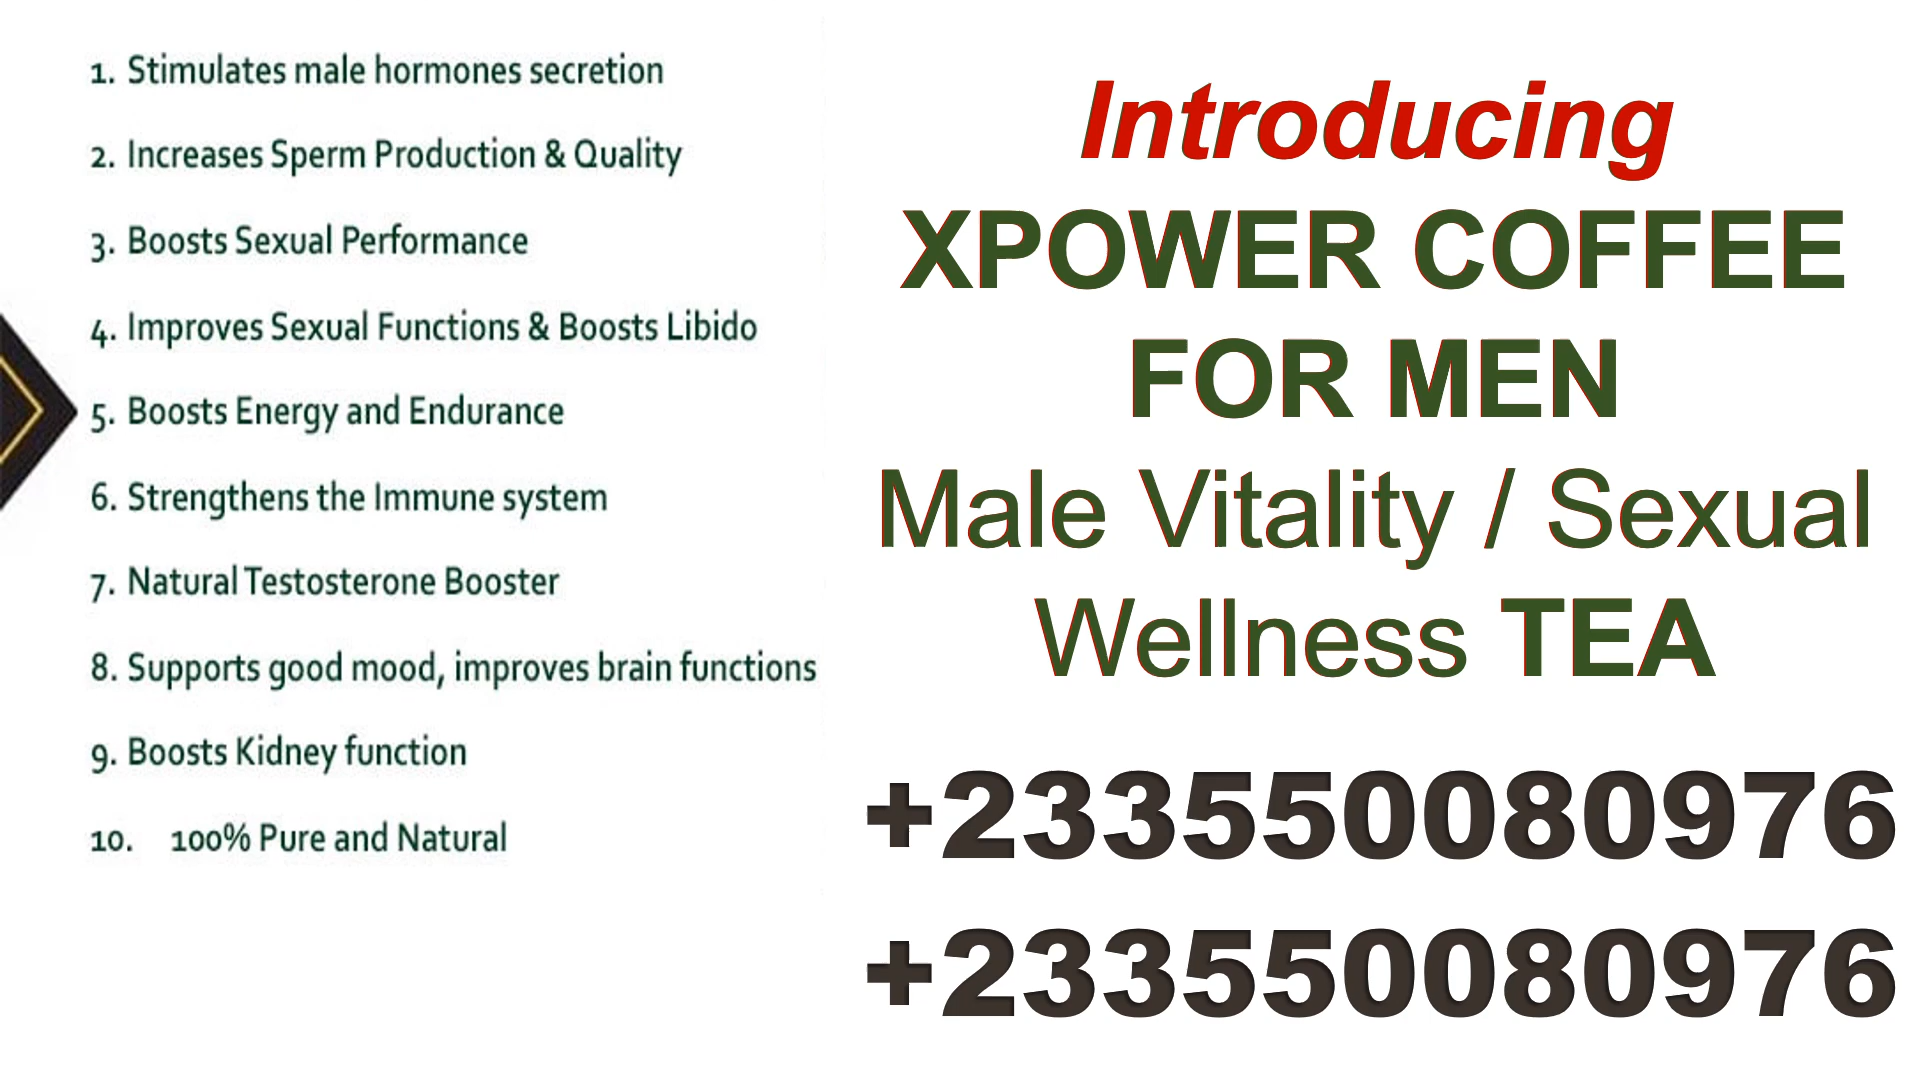 1. Stimulates male hormones secretion
2. Increases Sperm Production & Quality
3. Boosts Sexual Performance
4. Improves Sexual Functions & Boosts Libido
5. Boosts Energy and Endurance
6. Strengthens the Immune system
7. Natural Testosterone Booster
8. Supports good mood, improves brain functions
9. Boosts Kidney function
10. 100% Pure and Natural
Introducing
XPOWER COFFEE
FOR MEN
Male Vitality / Sexual
Wellness TEA
+233550080976
+233550080976